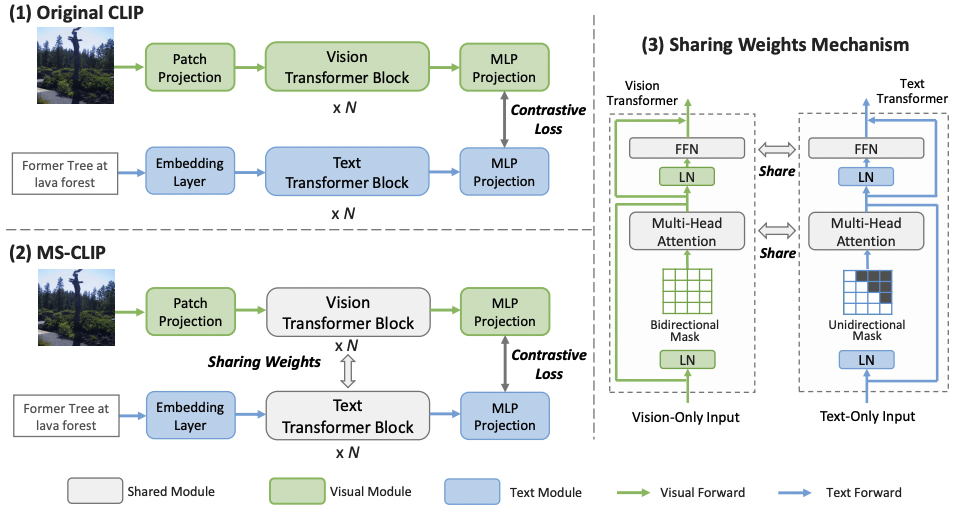 (1) Original CLIP
Patch
Projection
Vision
Transformer Block
x N
MLP
Projection
Contrastive
Loss
Former Tree at
lava forest
Embedding
Layer
Text
Transformer Block
x N
MLP
Projection
(2) MS-CLIP
Patch
Projection
Vision
Transformer Block
x N
MLP
Projection
Sharing Weights
Contrastive
Loss
Former Tree at
lava forest
Embedding
Layer
Text
Transformer Block
x N
MLP
Projection
(3) Sharing Weights Mechanism
Vision
Transformer
Text
Transformer
FFN
Share
FFN
LN
LN
Multi-Head
Attention
Share
Multi-Head
Attention
Bidirectional
Mask
Unidirectional
Mask
LN
LN
Vision-Only Input
Text-Only Input
Shared Module
Visual Module
Text Module
Visual Forward
Text Forward